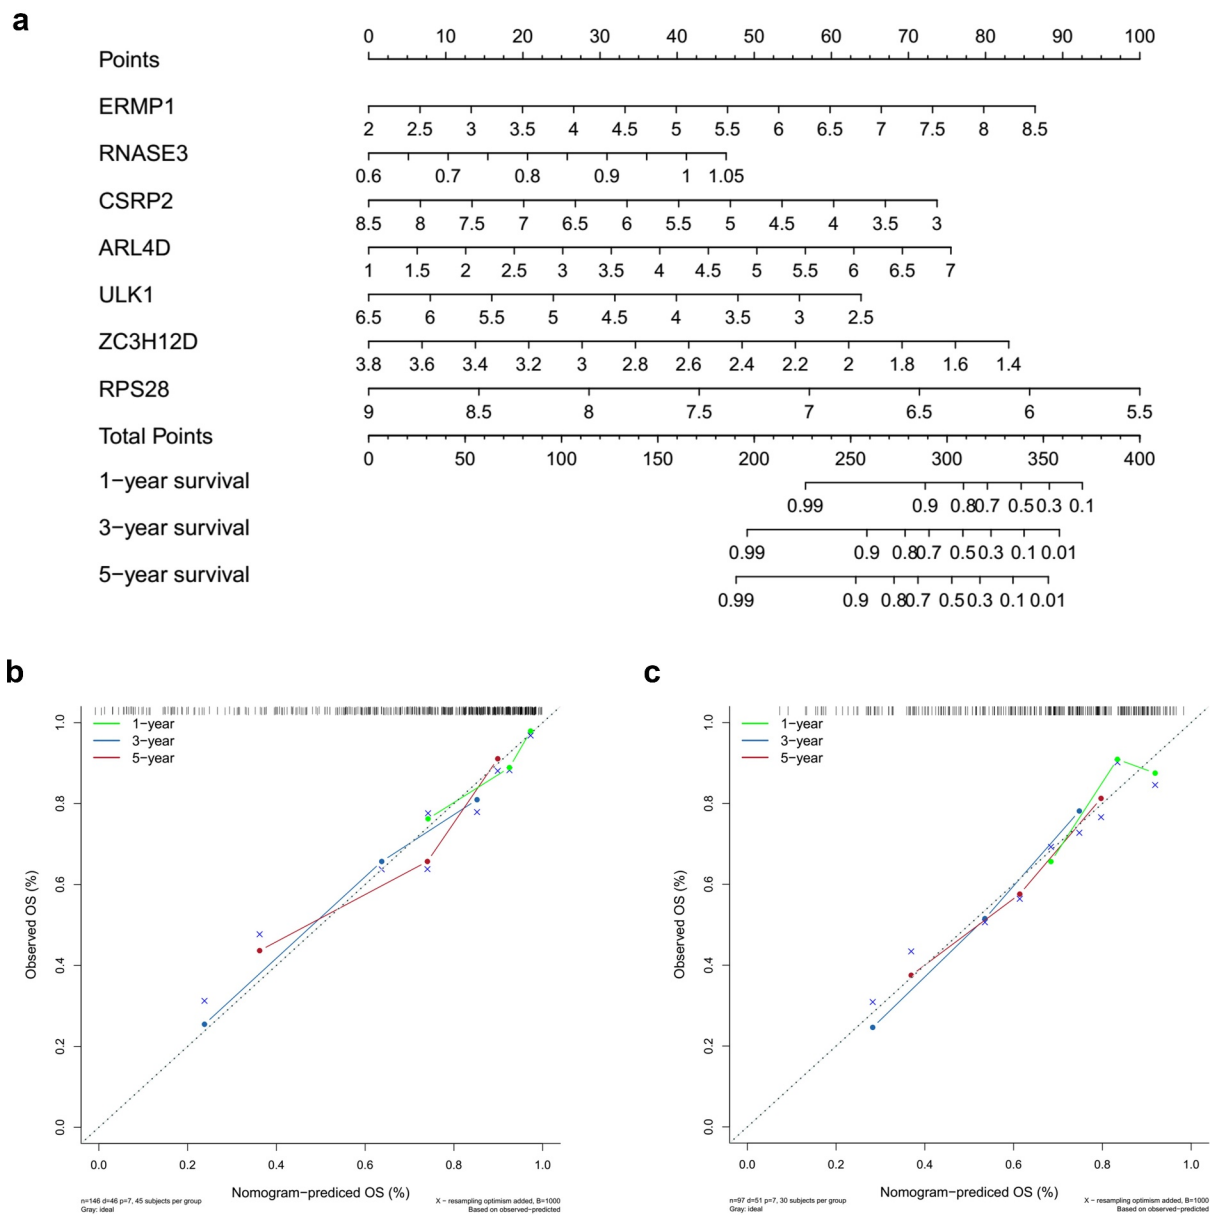 a
0 10 20 30 40 50 60 70 80 90 100
Points
ERMP1
2 2.5 3 3.5 4 4.5 5 5.5 6 6.5 7 7.5 8 8.5
RNASE3
0.6 0.7 0.8 0.9 1 1.05
CSRP2
8.5 8 7.5 7 6.5 6 5.5 5 4.5 4 3.5 3
ARL4D
1 1.5 2 2.5 3 3.5 4 4.5 5 5.5 6 6.5 7
ULK1
6.5 6 5.5 5 4.5 4 3.5 3 2.5
ZC3H12D
3.8 3.6 3.4 3.2 3 2.8 2.6 2.4 2.2 2 1.8 1.6 1.4
RPS28
9 8.5 8 7.5 7 6.5 6 5.5
Total Points
0 50 100 150 200 250 300 350 400
1−year survival
0.99 0.9 0.8 0.7 0.5 0.3 0.1
3−year survival
0.99 0.9 0.8 0.7 0.5 0.3 0.1 0.01
5−year survival
0.99 0.9 0.8 0.7 0.5 0.3 0.1 0.01
b
1−year
3−year
5−year
1.0
0.8
0.6
0.4
0.2
0.0
Observed OS (%)
0.0 0.2 0.4 0.6 0.8 1.0
Nomogram−prediced OS (%)
n=146 d=46 p=7, 45 subjects per group
Gray: ideal
X − resampling optimism added, B=1000
Based on observed−predicted
c
1−year
3−year
5−year
1.0
0.8
0.6
0.4
0.2
0.0
Observed OS (%)
0.0 0.2 0.4 0.6 0.8 1.0
Nomogram−prediced OS (%)
n=97 d=51 p=7, 30 subjects per group
Gray: ideal
X − resampling optimism added, B=1000
Based on observed−predicted